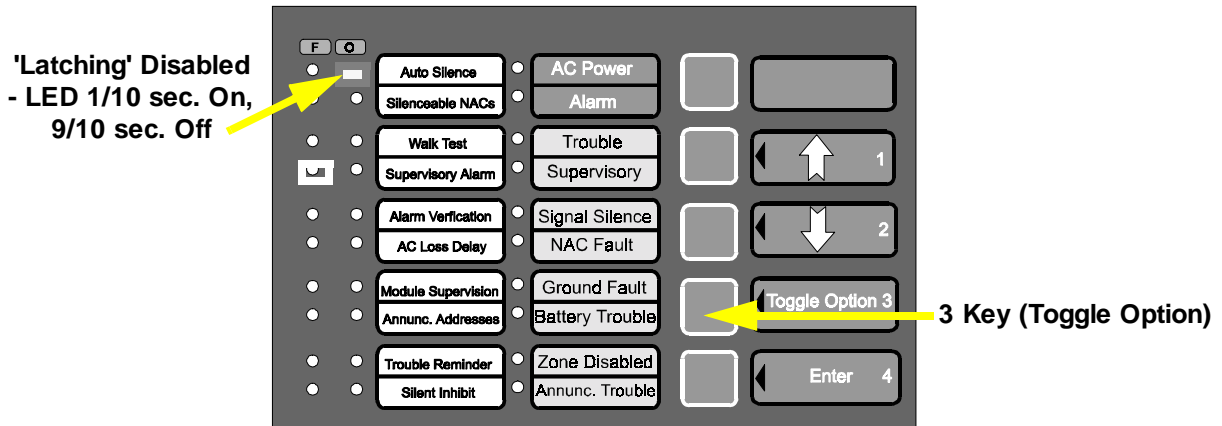 'Latching' Disabled
- LED 1/10 sec. On,
9/10 sec. Off
F O
Auto Silence
AC Power
Silenceable NACs
Alarm
Walk Test
Trouble
1
Supervisory Alarm
Supervisory
Alarm Verfication
Signal Silence
2
AC Loss Delay
NAC Fault
Module Supervision
Ground Fault
Toggle Option 3
Annunc. Addresses
Battery Trouble
3 Key (Toggle Option)
Trouble Reminder
Zone Disabled
Enter 4
Silent Inhibit
Annunc. Trouble